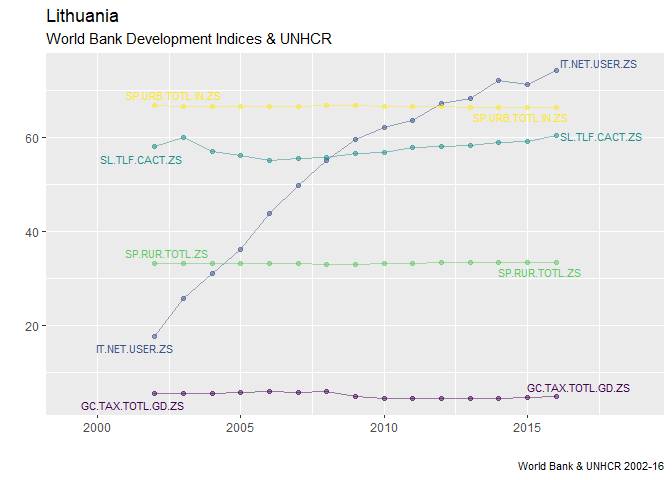 Lithuania
World Bank Development Indices & UNHCR
IT.NET.USER.ZS
SP.URB.TOTL.IN.ZS
SP.URB.TOTL.IN.ZS
60
SL.TLF.CACT.ZS
SL.TLF.CACT.ZS
40
SP.RUR.TOTL.ZS
SP.RUR.TOTL.ZS
20
IT.NET.USER.ZS
GC.TAX.TOTL.GD.ZS
GC.TAX.TOTL.GD.ZS
2000 2005 2010 2015
World Bank & UNHCR 2002-16